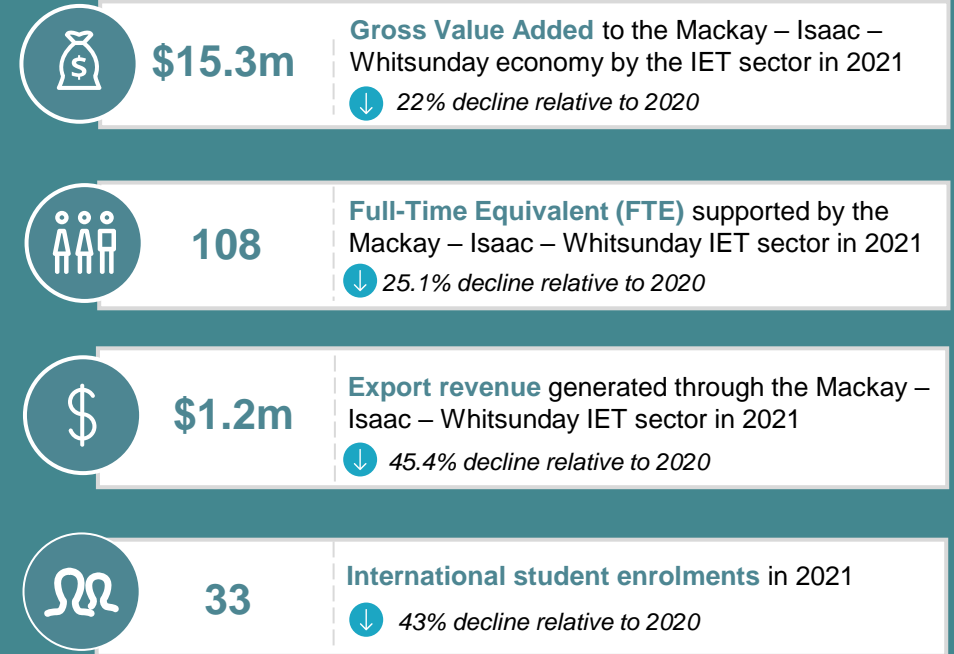 $15.3m
Gross Value Added to the Mackay – Isaac –
Whitsunday economy by the IET sector in 2021
22% decline relative to 2020
108
Full-Time Equivalent (FTE) supported by the
Mackay – Isaac – Whitsunday IET sector in 2021
25.1% decline relative to 2020
$1.2m
Export revenue generated through the Mackay –
Isaac – Whitsunday IET sector in 2021
45.4% decline relative to 2020
33
International student enrolments in 2021
43% decline relative to 2020